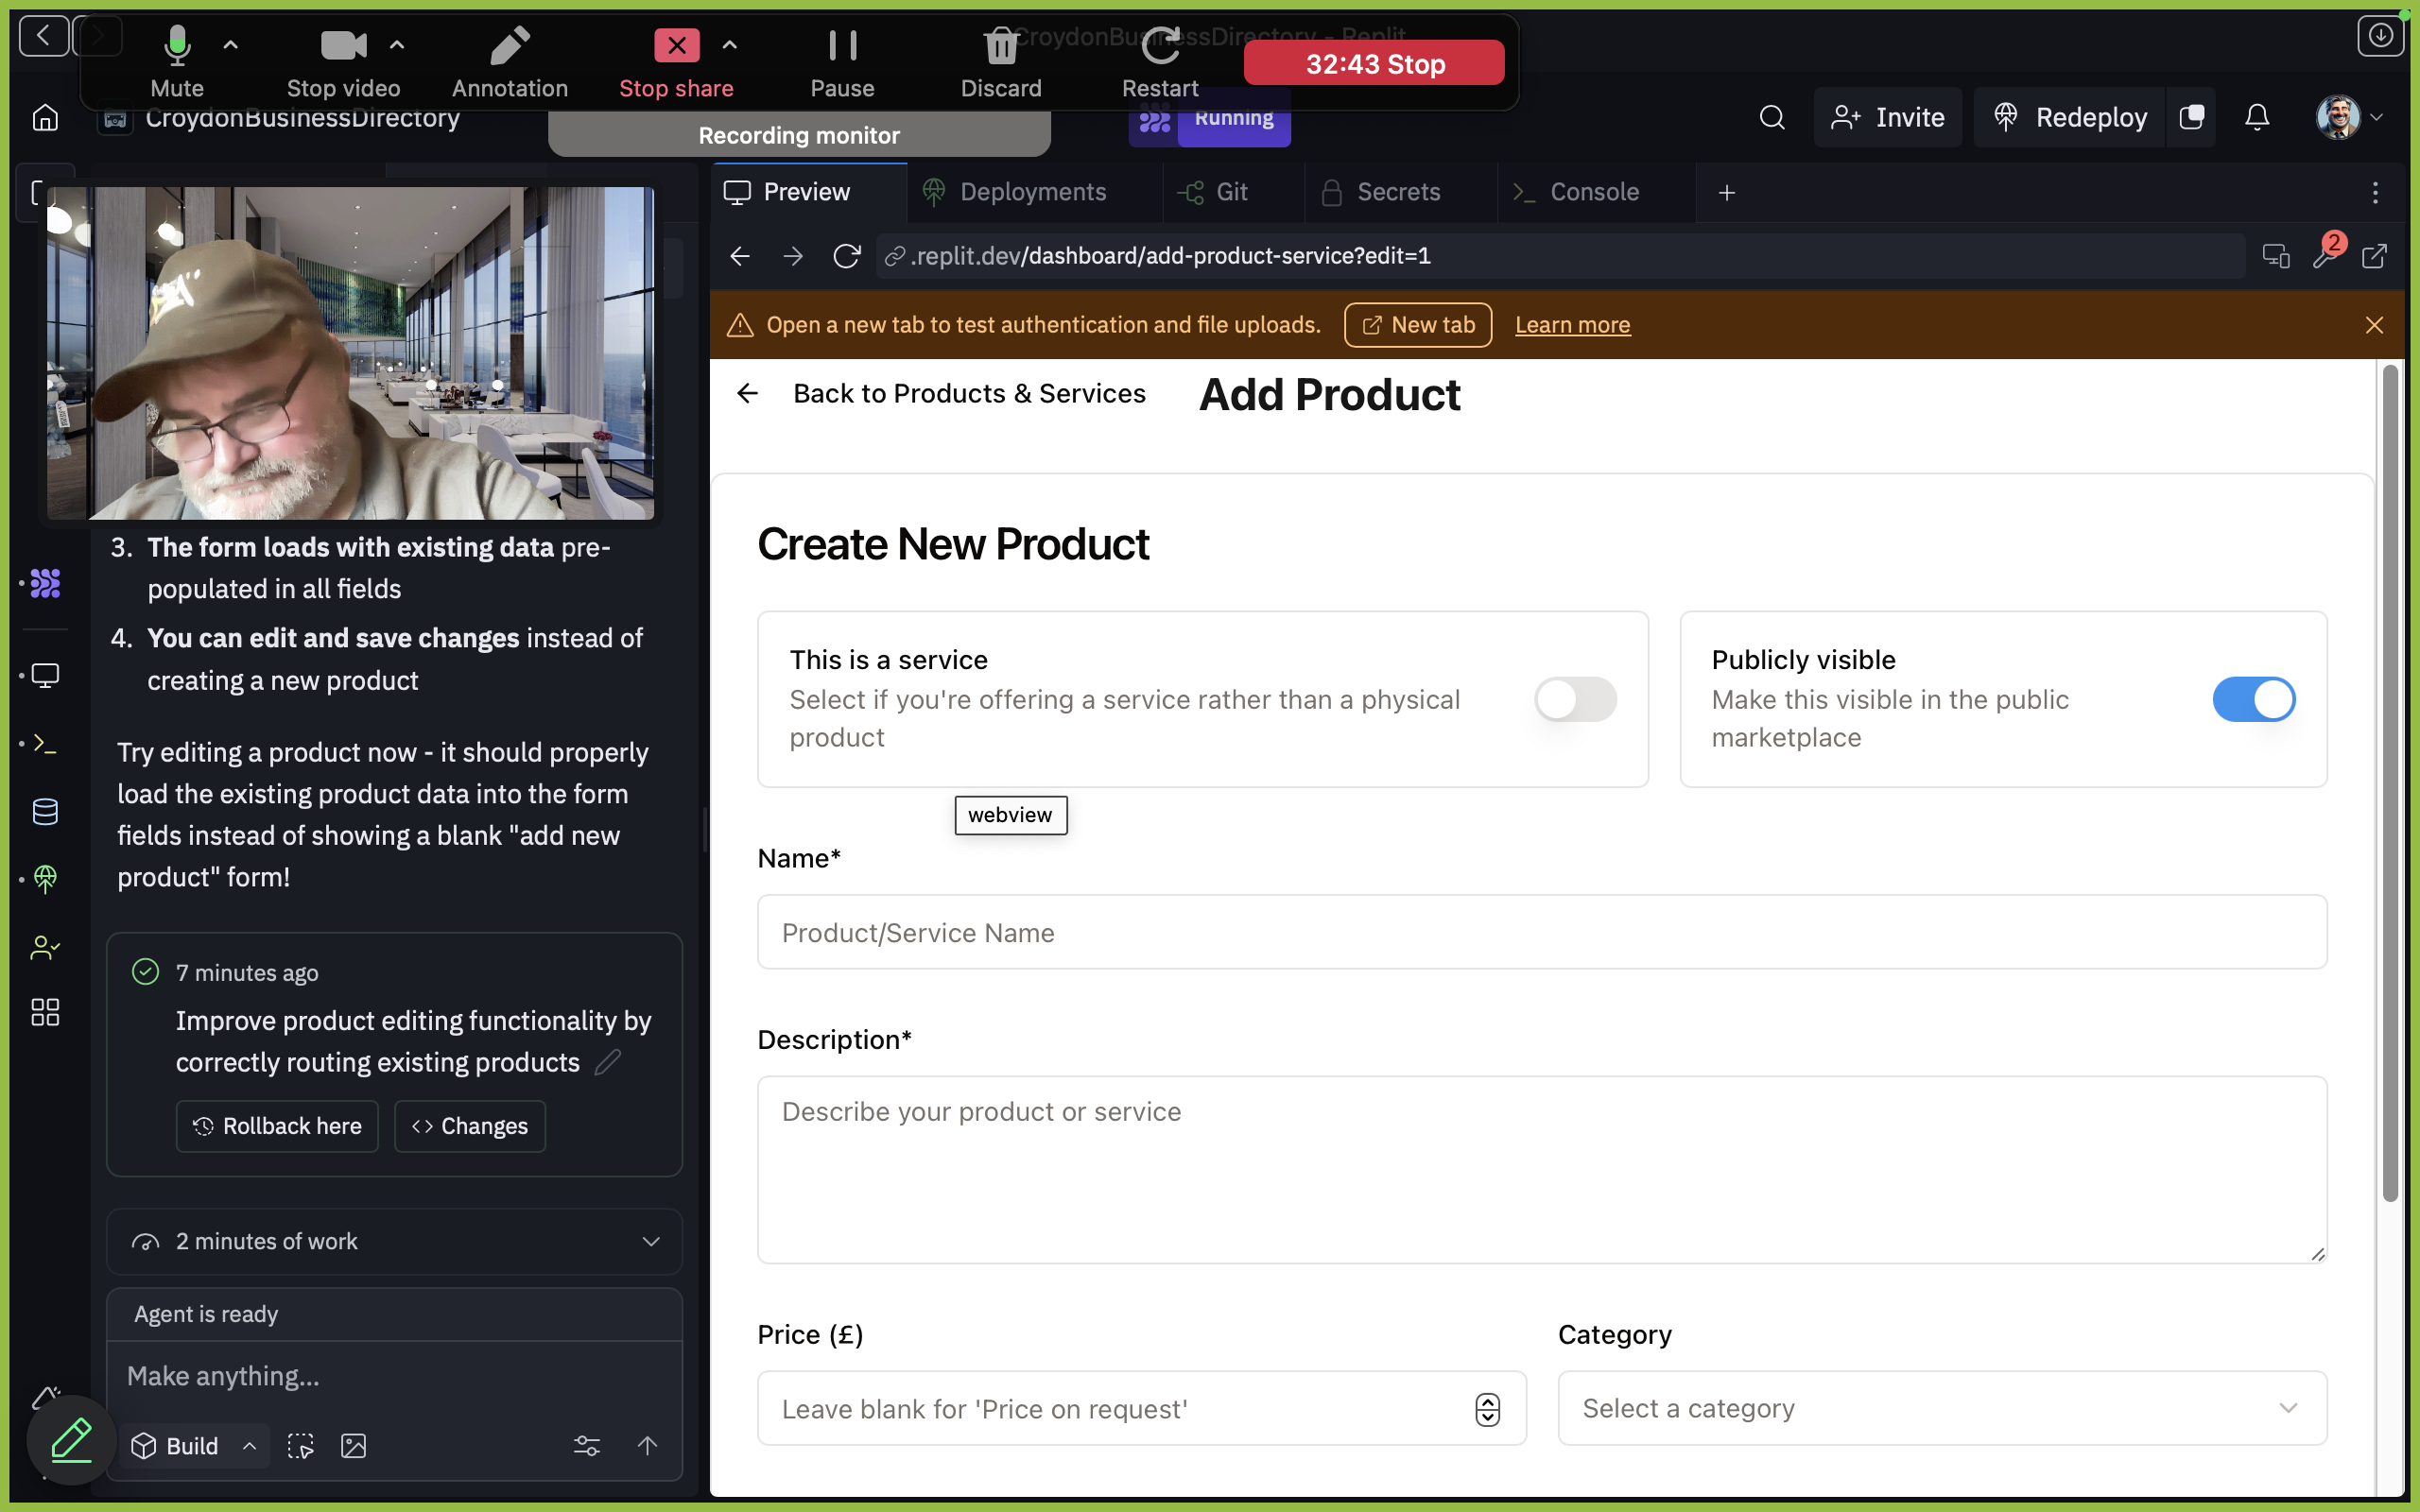 CroydonBusinessDirectory - Replit
Mute
Stop video
Annotation
Stop share
Pause
Discard
Restart
32:43 Stop
Recording monitor
CroydonBusinessDirectory
Running
Invite
Redeploy
Preview
Deployments
Git
Secrets
Console
.replit.dev/dashboard/add-product-service?edit=1
2
Open a new tab to test authentication and file uploads.
New tab
Learn more
Back to Products & Services
Add Product
3. The form loads with existing data pre-
populated in all fields
4. You can edit and save changes instead of
creating a new product
Try editing a product now - it should properly
load the existing product data into the form
fields instead of showing a blank "add new
product" form!
7 minutes ago
Improve product editing functionality by
correctly routing existing products
Rollback here
Changes
2 minutes of work
Agent is ready
Make anything...
Build
Create New Product
This is a service
Select if you're offering a service rather than a physical
product
Publicly visible
Make this visible in the public
marketplace
webview
Name*
Product/Service Name
Description*
Describe your product or service
Price (£)
Leave blank for 'Price on request'
Category
Select a category